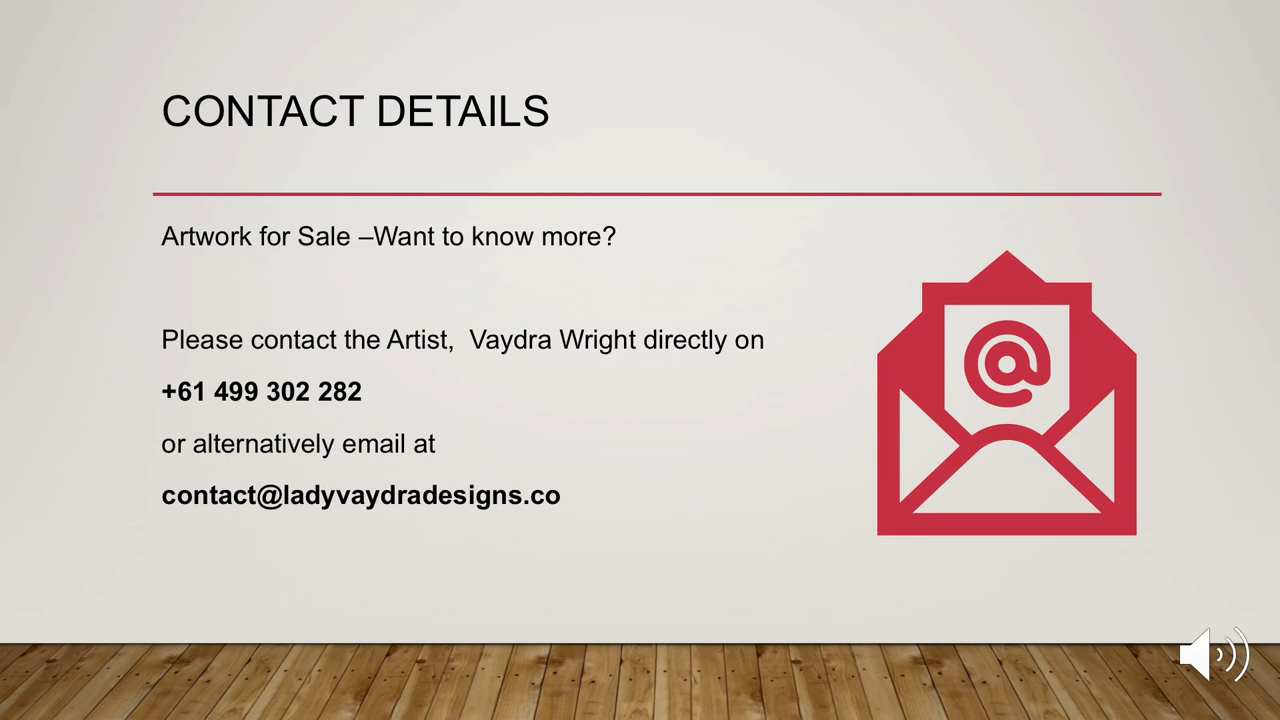 CONTACT DETAILS
Artwork for Sale –Want to know more?
Please contact the Artist,  Vaydra Wright directly on
+61 499 302 282
or alternatively email at
contact@ladyvaydradesigns.co